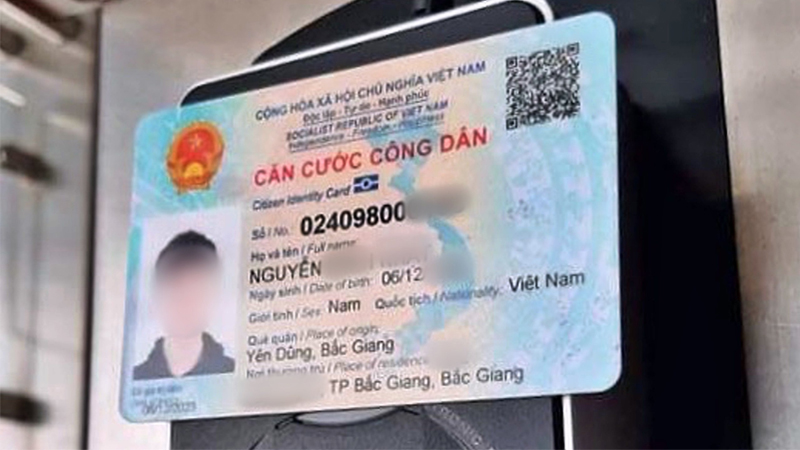 CỘNG HÒA XÃ HỘI CHỦ NGHĨA VIỆT NAM
Độc lập - Tự do - Hạnh phúc
SOCIALIST REPUBLIC OF VIET NAM
Independence - Freedom - Happiness
CĂN CƯỚC CÔNG DÂN
Citizen Identity Card
Số / No.: 02409800
Họ và tên / Full name:
NGUYỄN
Ngày sinh / Date of birth: 06/12
Giới tính / Sex: Nam Quốc tịch / Nationality: Việt Nam
Quê quán / Place of origin:
Yên Dũng, Bắc Giang
Nơi thường trú / Place of residence:
TP Bắc Giang, Bắc Giang